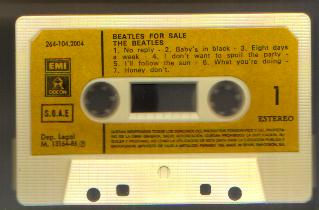 BEATLES FOR SALE
264-104.2004
THE BEATLES
1. No reply - 2. Baby's in black - 3. Eight days
a week - 4. I don't want to spoil the party -
5. I'll follow the sun - 6. What you're doing -
7. Honey don't.
EMI
ODEON
S.G.A.E
1
ESTEREO
Dep. Legal
M. 13164-86